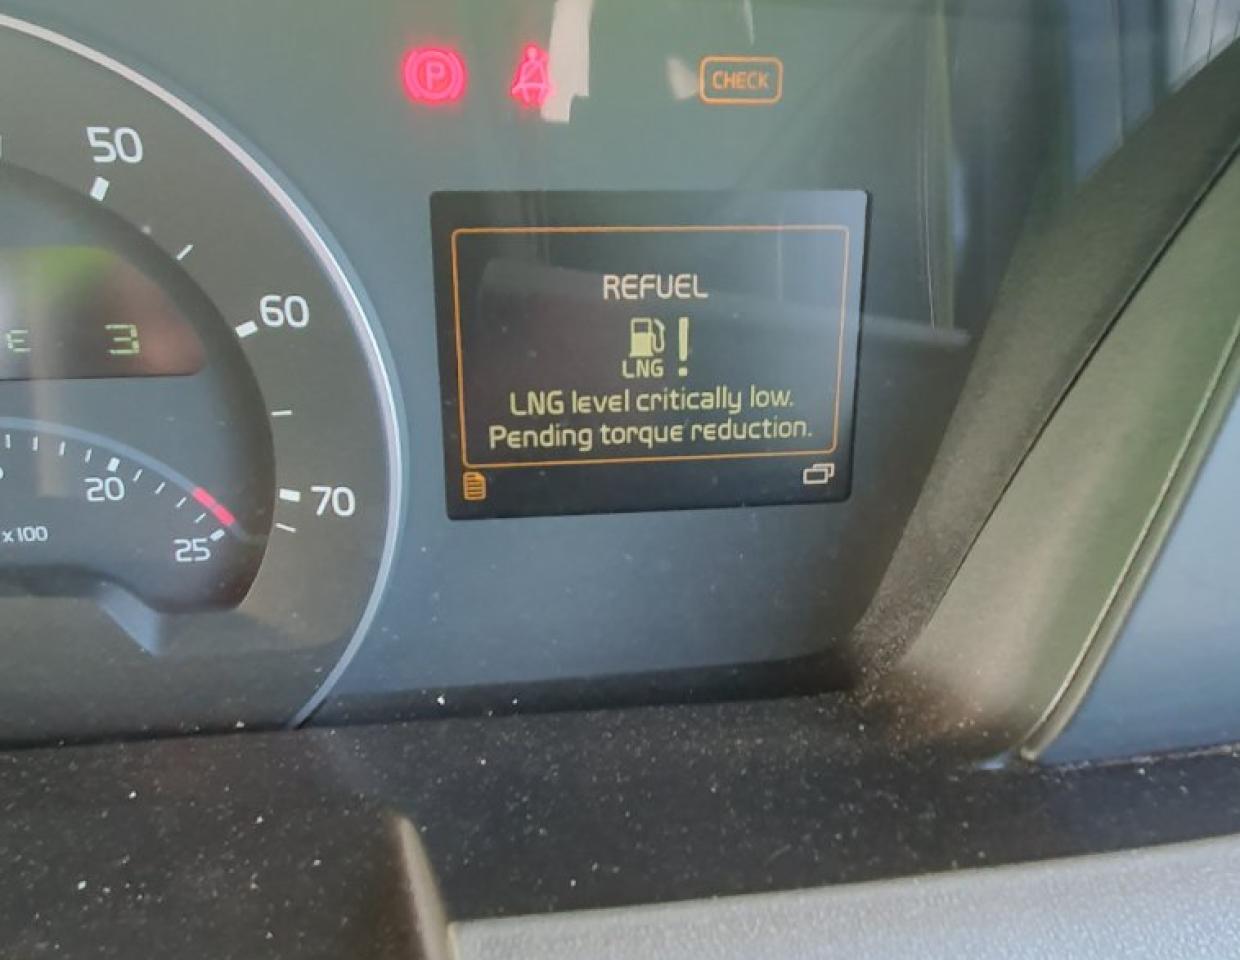 P
CHECK
50
60
70
E 3
20
25
x100
REFUEL
LNG
!
LNG level critically low.
Pending torque reduction.